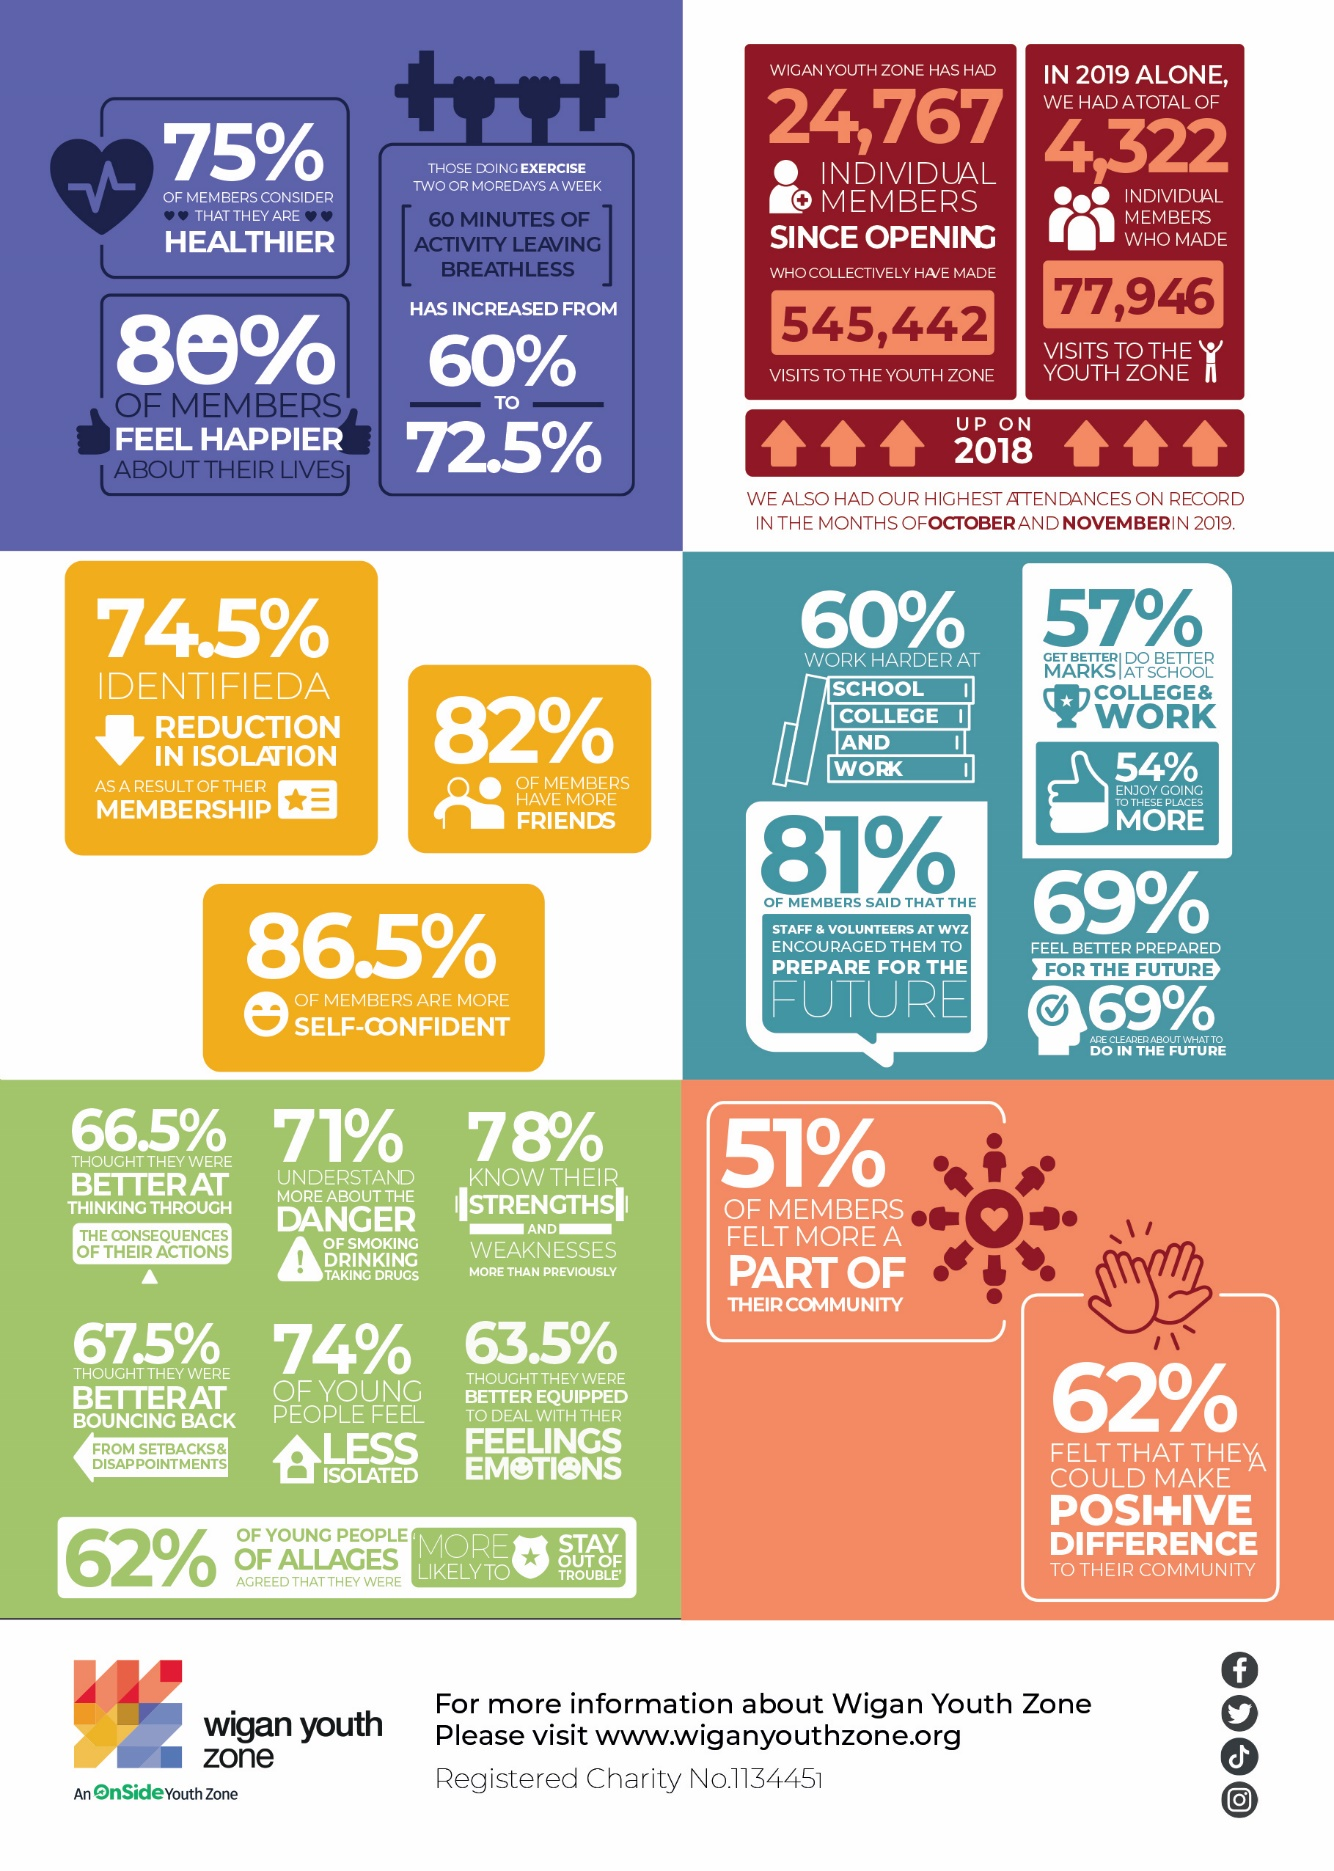 75%
OF MEMBERS CONSIDER
THAT THEY ARE
HEALTHIER
80%
OF MEMBERS
FEEL HAPPIER
ABOUT THEIR LIVES
THOSE DOING EXERCISE
TWO OR MOREDAYS A WEEK
60 MINUTES OF
ACTIVITY LEAVING
BREATHLESS
HAS INCREASED FROM
60%
TO
72.5%
WIGAN YOUTH ZONE HAS HAD
24,767
INDIVIDUAL
MEMBERS
SINCE OPENING
WHO COLLECTIVELY HAVE MADE
545,442
VISITS TO THE YOUTH ZONE
IN 2019 ALONE,
WE HAD A TOTAL OF
4,322
INDIVIDUAL
MEMBERS
WHO MADE
77,946
VISITS TO THE
YOUTH ZONE
UP ON
2018
WE ALSO HAD OUR HIGHEST ATTENDANCES ON RECORD
IN THE MONTHS OF OCTOBER AND NOVEMBER IN 2019.
74.5%
IDENTIFIED A
REDUCTION
IN ISOLATION
AS A RESULT OF THEIR
MEMBERSHIP
82%
OF MEMBERS
HAVE MORE
FRIENDS
86.5%
OF MEMBERS ARE MORE
SELF-CONFIDENT
60%
WORK HARDER AT
SCHOOL
COLLEGE
AND
WORK
57%
GET BETTER MARKS | DO BETTER AT SCHOOL
COLLEGE &
WORK
54%
ENJOY GOING
TO THESE PLACES
MORE
81%
OF MEMBERS SAID THAT THE
STAFF & VOLUNTEERS AT WYZ
ENCOURAGED THEM TO
PREPARE FOR THE
FUTURE
69%
FEEL BETTER PREPARED
FOR THE FUTURE
69%
ARE CLEARER ABOUT WHAT TO
DO IN THE FUTURE
66.5%
THOUGHT THEY WERE
BETTER AT
THINKING THROUGH
THE CONSEQUENCES
OF THEIR ACTIONS
71%
UNDERSTAND
MORE ABOUT THE
DANGER
OF SMOKING
DRINKING
TAKING DRUGS
78%
KNOW THEIR
STRENGTHS
AND
WEAKNESSES
MORE THAN PREVIOUSLY
67.5%
THOUGHT THEY WERE
BETTER AT
BOUNCING BACK
FROM SETBACKS &
DISAPPOINTMENTS
74%
OF YOUNG
PEOPLE FEEL
LESS
ISOLATED
63.5%
THOUGHT THEY WERE
BETTER EQUIPPED
TO DEAL WITH THER
FEELINGS
EMOTIONS
62%
OF YOUNG PEOPLE
OF ALL AGES
AGREED THAT THEY WERE
MORE
LIKELY TO
STAY
OUT OF
TROUBLE'
51%
OF MEMBERS
FELT MORE A
PART OF
THEIR COMMUNITY
62%
FELT THAT THEY
COULD MAKE A
POSITIVE
DIFFERENCE
TO THEIR COMMUNITY
wigan youth
zone
An OnSide Youth Zone
For more information about Wigan Youth Zone
Please visit www.wiganyouthzone.org
Registered Charity No.1134451